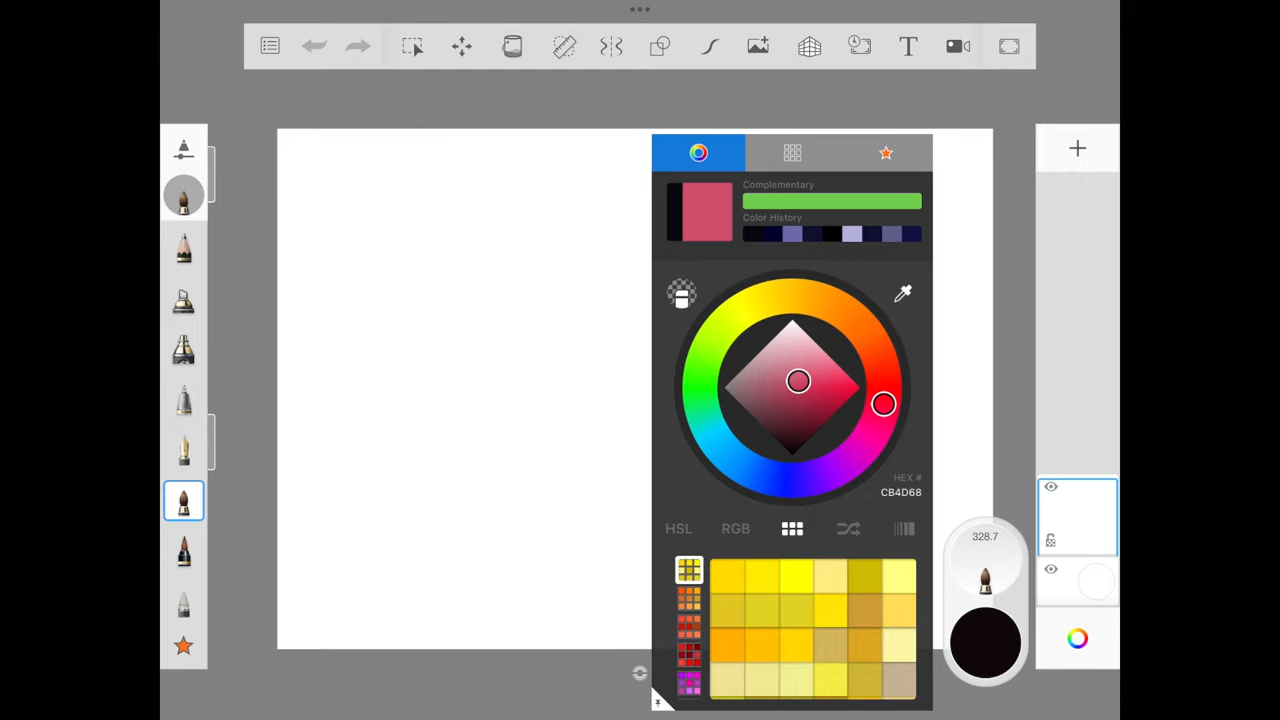 Complementary
Color History
HEX #
CB4D68
HSL RGB
328.7